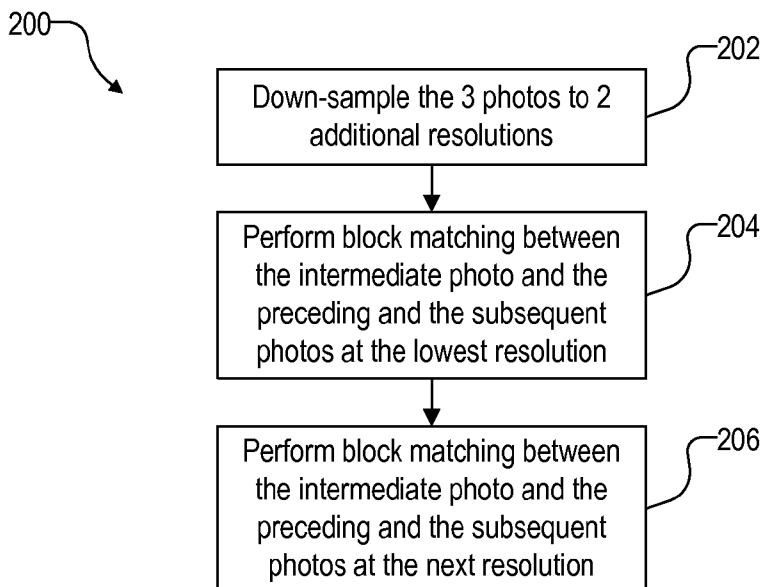 200
202
Down-sample the 3 photos to 2
additional resolutions
204
Perform block matching between
the intermediate photo and the
preceding and the subsequent
photos at the lowest resolution
206
Perform block matching between
the intermediate photo and the
preceding and the subsequent
photos at the next resolution